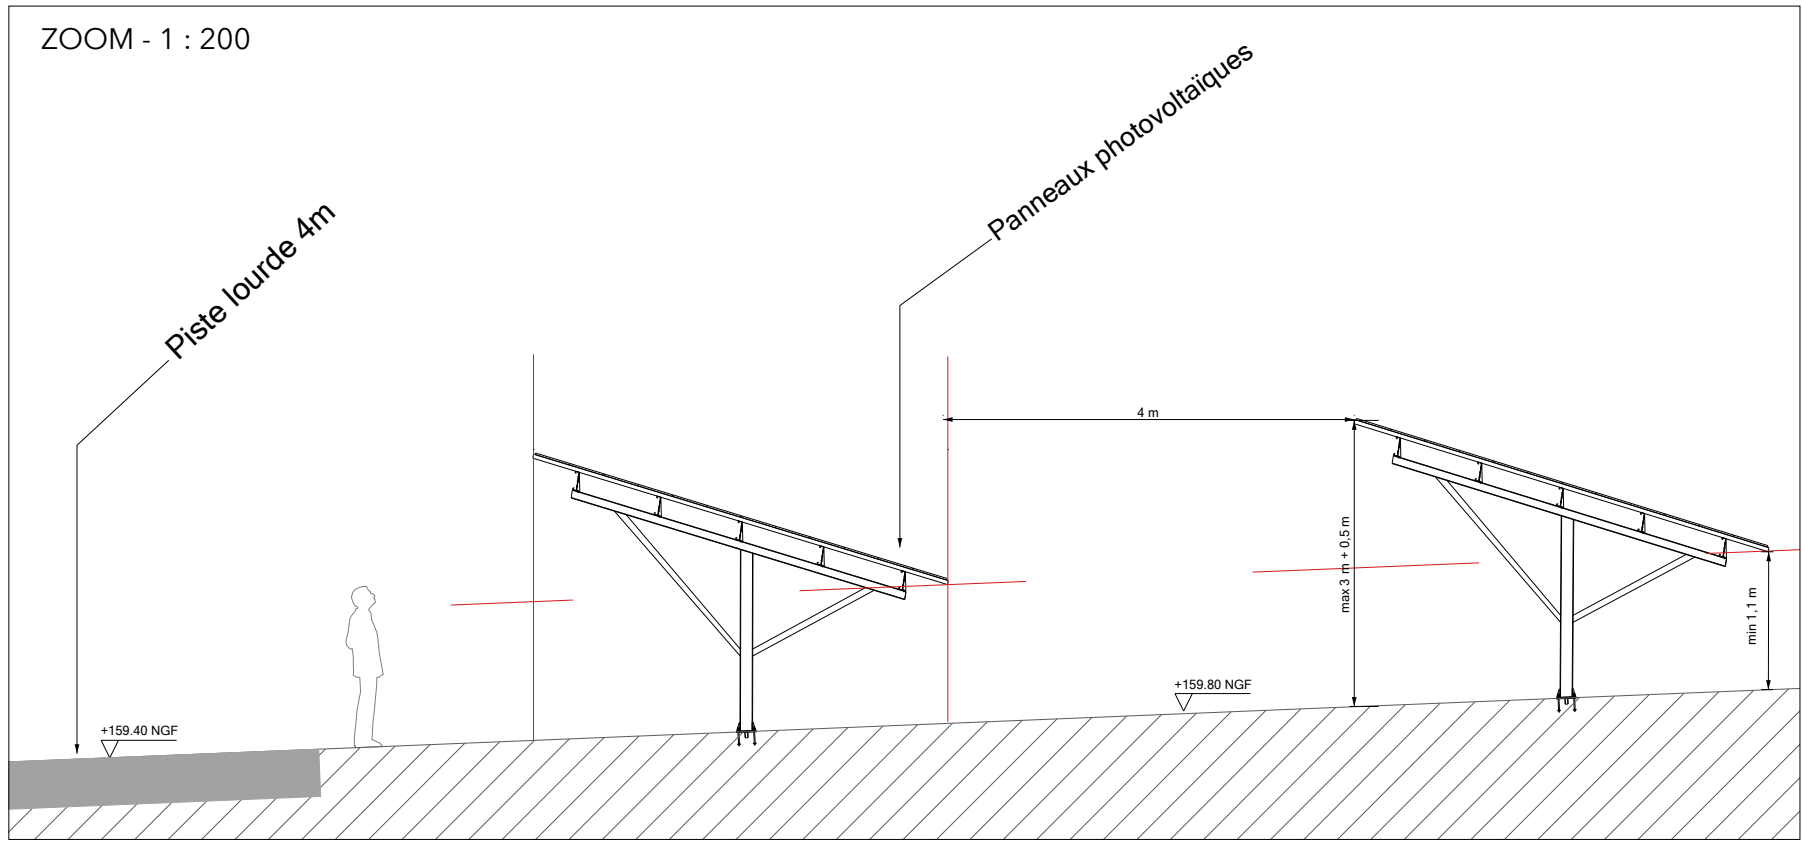 ZOOM - 1 : 200
Panneaux photovoltaïques
Piste lourde 4m
4 m
max 3 m + 0,5 m
min 1,1 m
+159.80 NGF
+159.40 NGF